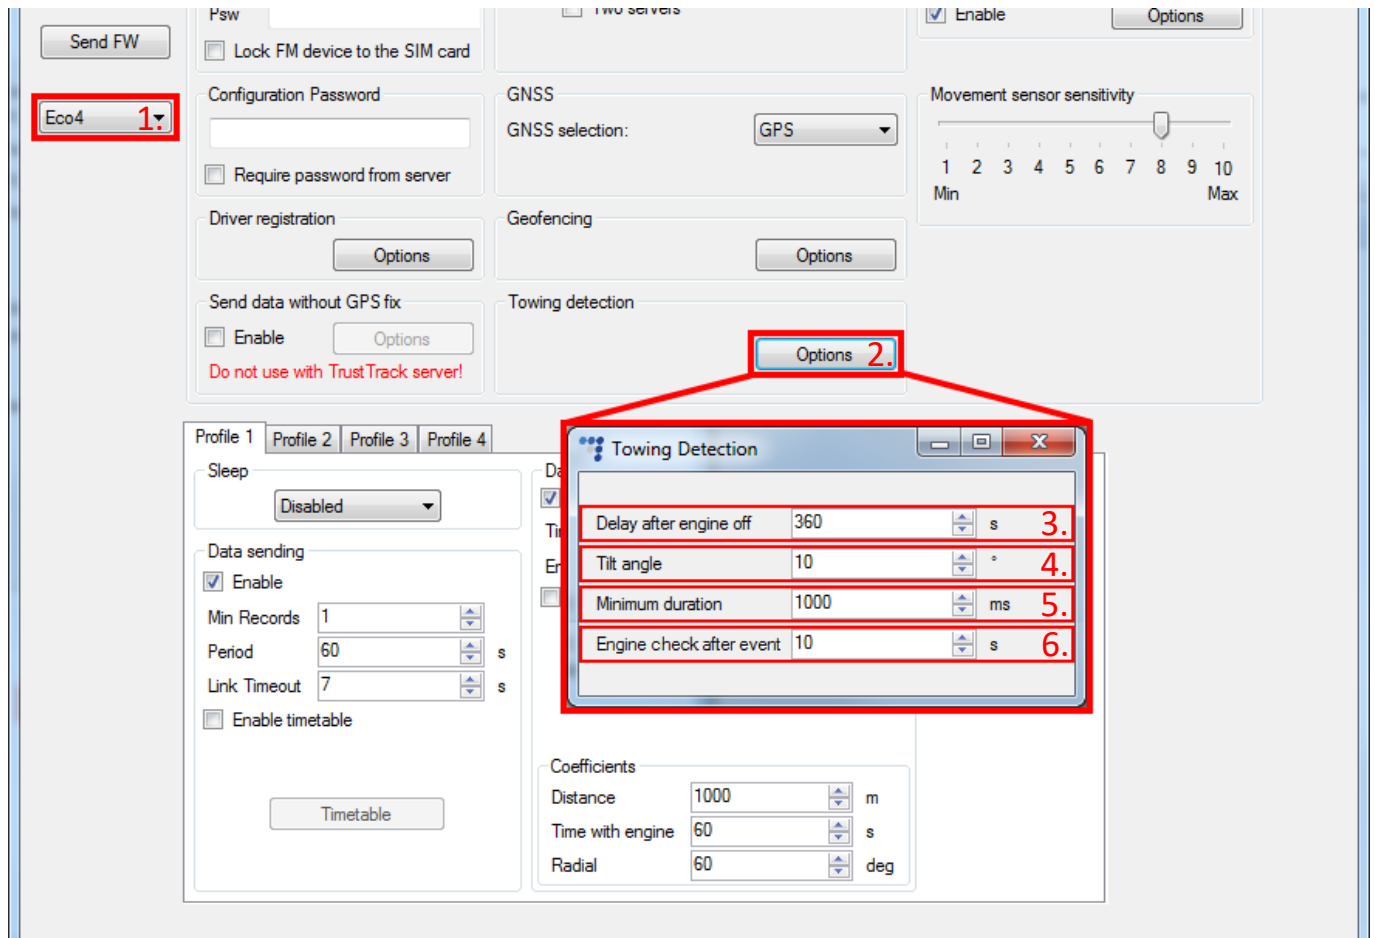 Send FW
Eco4 1.
Psw
Lock FM device to the SIM card
Two servers
Enable Options
Configuration Password
Require password from server
GNSS
GNSS selection: GPS
Movement sensor sensitivity
1 2 3 4 5 6 7 8 9 10
Min Max
Driver registration
Options
Geofencing
Options
Send data without GPS fix
Enable Options
Do not use with TrustTrack server!
Towing detection
Options 2.
Profile 1 Profile 2 Profile 3 Profile 4
Sleep
Disabled
Data sending
Enable
Min Records 1
Period 60 s
Link Timeout 7 s
Enable timetable
Timetable
Da
Ti
En
Towing Detection
Delay after engine off 360 s 3.
Tilt angle 10 ° 4.
Minimum duration 1000 ms 5.
Engine check after event 10 s 6.
Coefficients
Distance 1000 m
Time with engine 60 s
Radial 60 deg